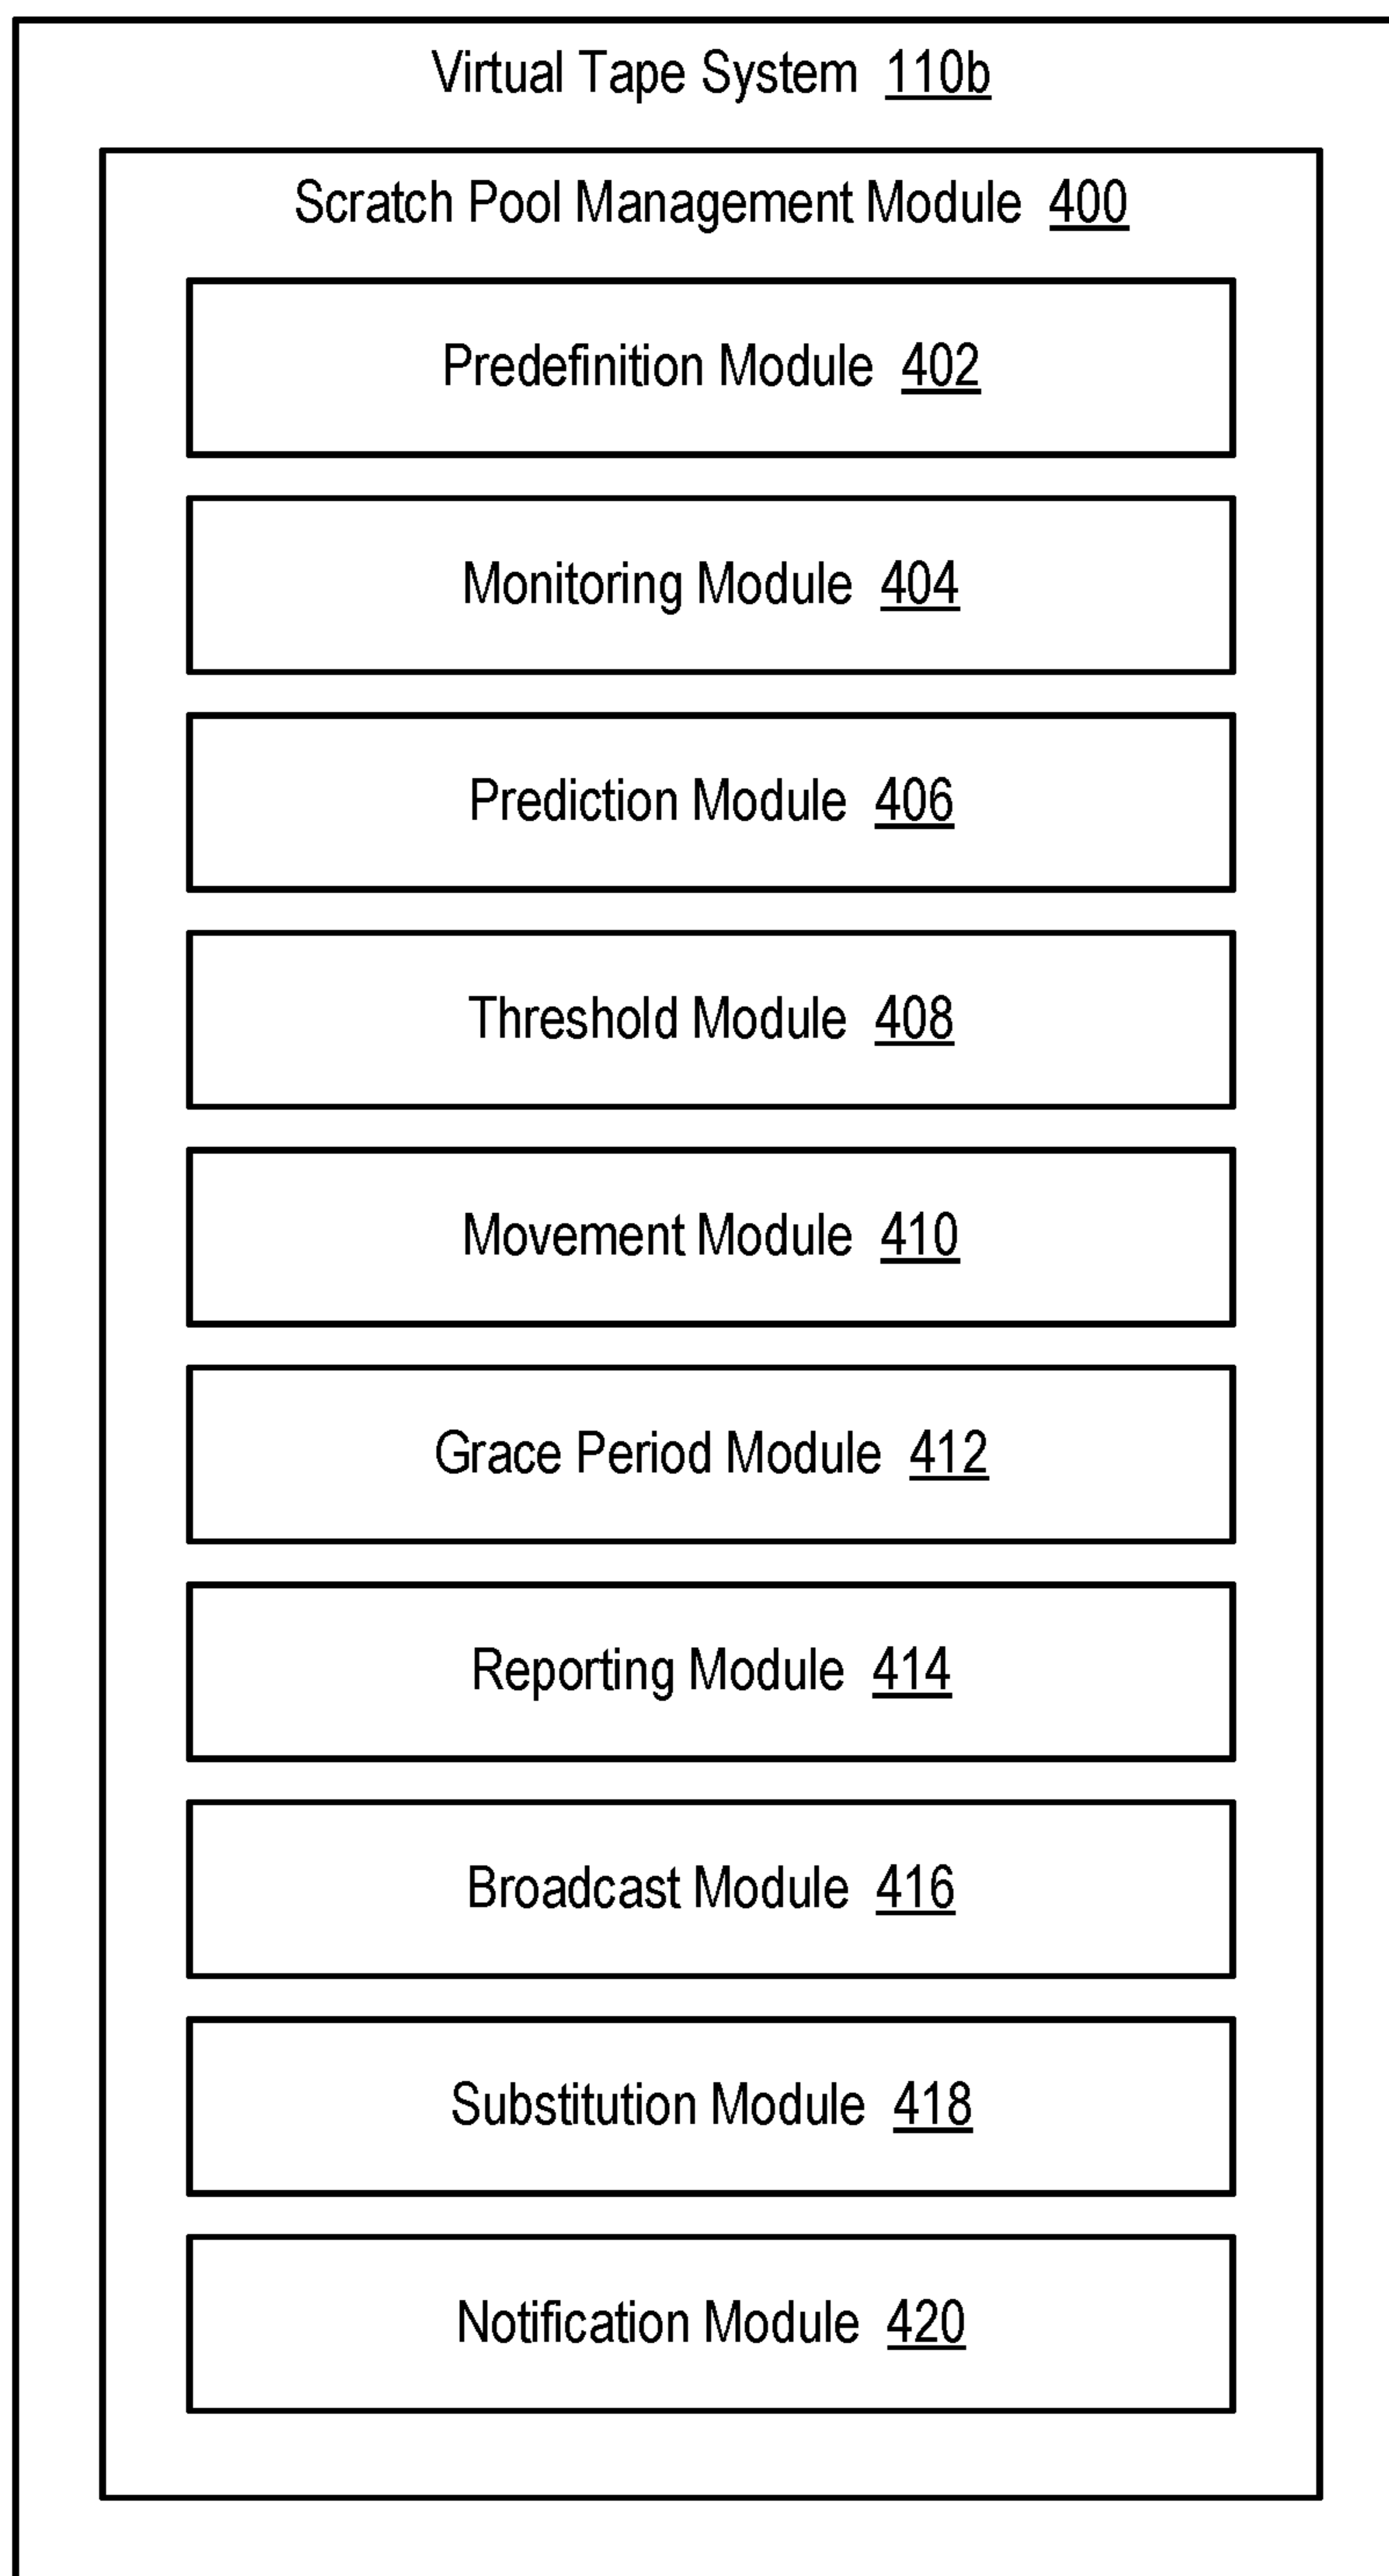 Virtual Tape System 110b
Scratch Pool Management Module 400
Predefinition Module 402
Monitoring Module 404
Prediction Module 406
Threshold Module 408
Movement Module 410
Grace Period Module 412
Reporting Module 414
Broadcast Module 416
Substitution Module 418
Notification Module 420